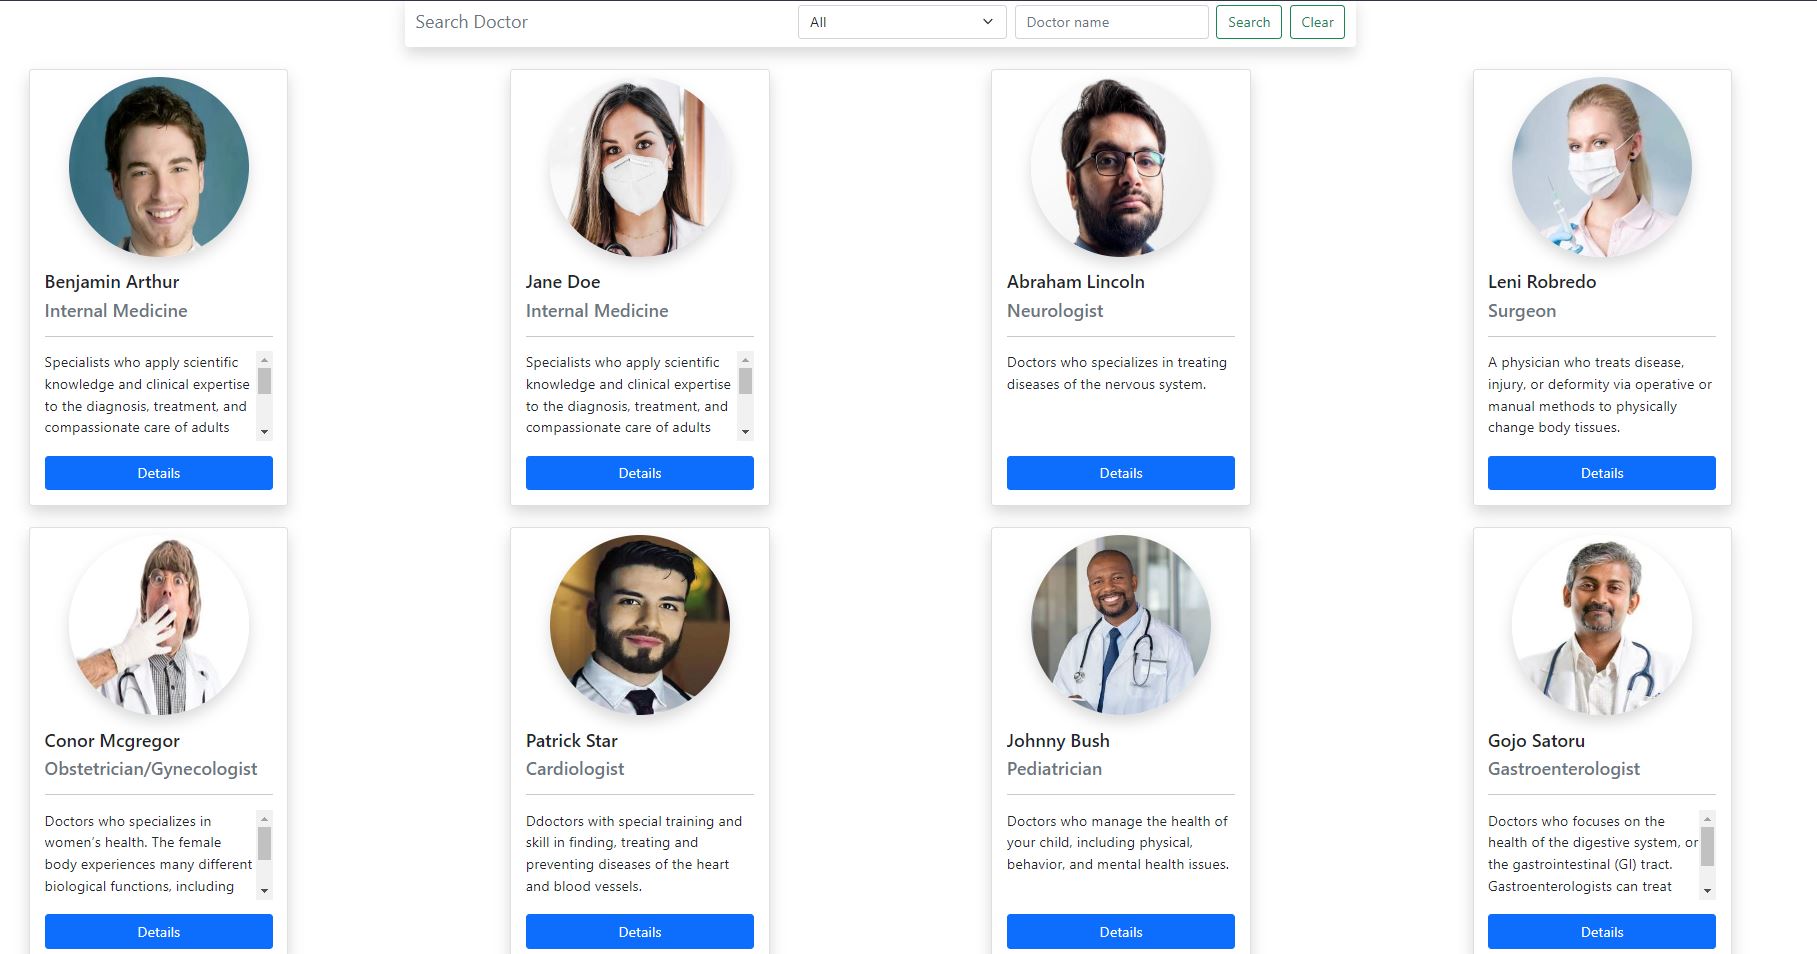 Search Doctor
All
Doctor name
Search
Clear
Benjamin Arthur
Internal Medicine
Specialists who apply scientific
knowledge and clinical expertise
to the diagnosis, treatment, and
compassionate care of adults
Details
Jane Doe
Internal Medicine
Specialists who apply scientific
knowledge and clinical expertise
to the diagnosis, treatment, and
compassionate care of adults
Details
Abraham Lincoln
Neurologist
Doctors who specializes in treating
diseases of the nervous system.
Details
Leni Robredo
Surgeon
A physician who treats disease,
injury, or deformity via operative or
manual methods to physically
change body tissues.
Details
Conor Mcgregor
Obstetrician/Gynecologist
Doctors who specializes in
women’s health. The female
body experiences many different
biological functions, including
Details
Patrick Star
Cardiologist
Ddoctors with special training and
skill in finding, treating and
preventing diseases of the heart
and blood vessels.
Details
Johnny Bush
Pediatrician
Doctors who manage the health of
your child, including physical,
behavior, and mental health issues.
Details
Gojo Satoru
Gastroenterologist
Doctors who focuses on the
health of the digestive system, or
the gastrointestinal (GI) tract.
Gastroenterologists can treat
Details